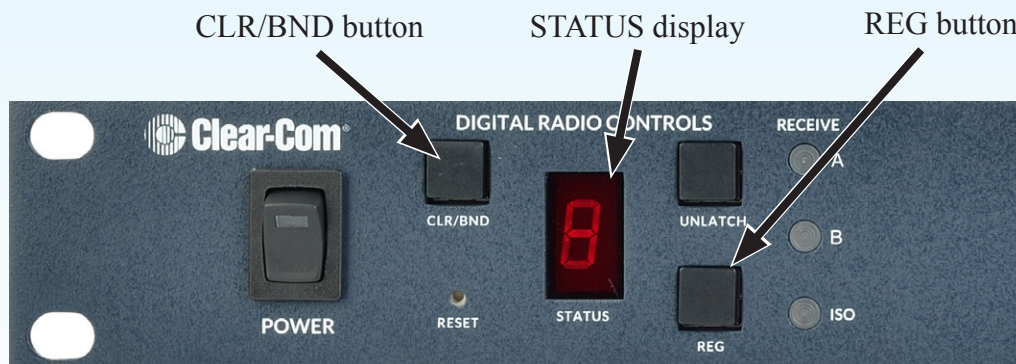 CLR/BND button
STATUS display
REG button
Clear-Com®
DIGITAL RADIO CONTROLS
RECEIVE
A
CLR/BND
8
UNLATCH
B
POWER
RESET
STATUS
REG
ISO